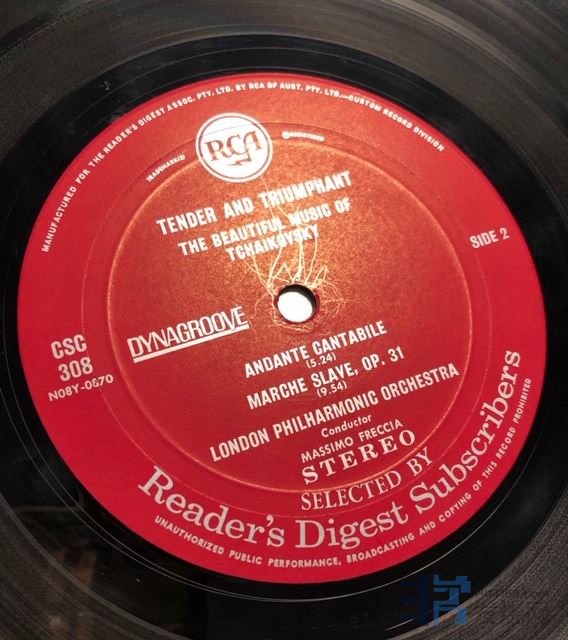 MANUFACTURED FOR THE READER'S DIGEST ASSOC. PTY. LTD. BY RCA OF AUST. PTY. LTD.—CUSTOM RECORD DIVISION
TRADEMARK(S)
RCA
®REGISTERED
TENDER AND TRIUMPHANT
THE BEAUTIFUL MUSIC OF
TCHAIKOVSKY
SIDE 2
DYNAGROOVE
CSC
308
N08Y-0670
ANDANTE CANTABILE
(5.24)
MARCHE SLAVE, OP. 31
(9.54)
LONDON PHILHARMONIC ORCHESTRA
Conductor
MASSIMO FRECCIA
STEREO
SELECTED BY
Reader's Digest Subscribers
UNAUTHORIZED PUBLIC PERFORMANCE, BROADCASTING AND COPYING OF THIS RECORD PROHIBITED